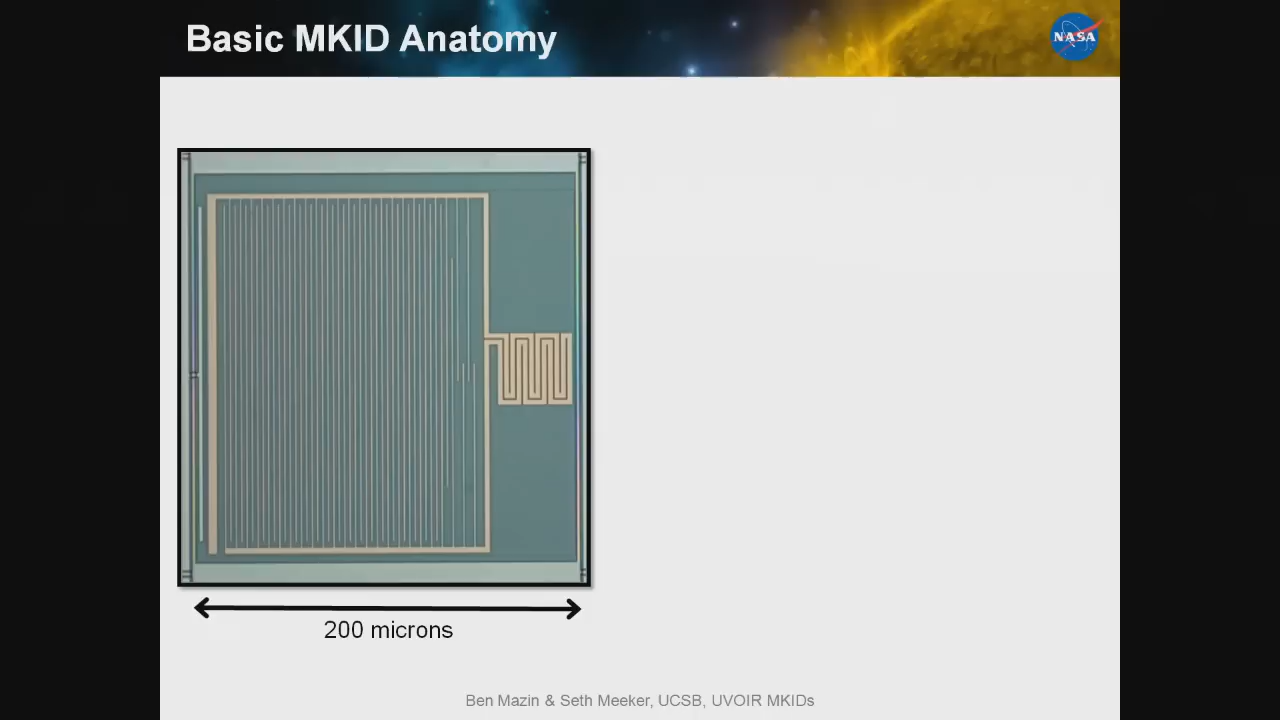 Basic MKID Anatomy
NASA
200 microns
Ben Mazin & Seth Meeker, UCSB, UVOIR MKIDs